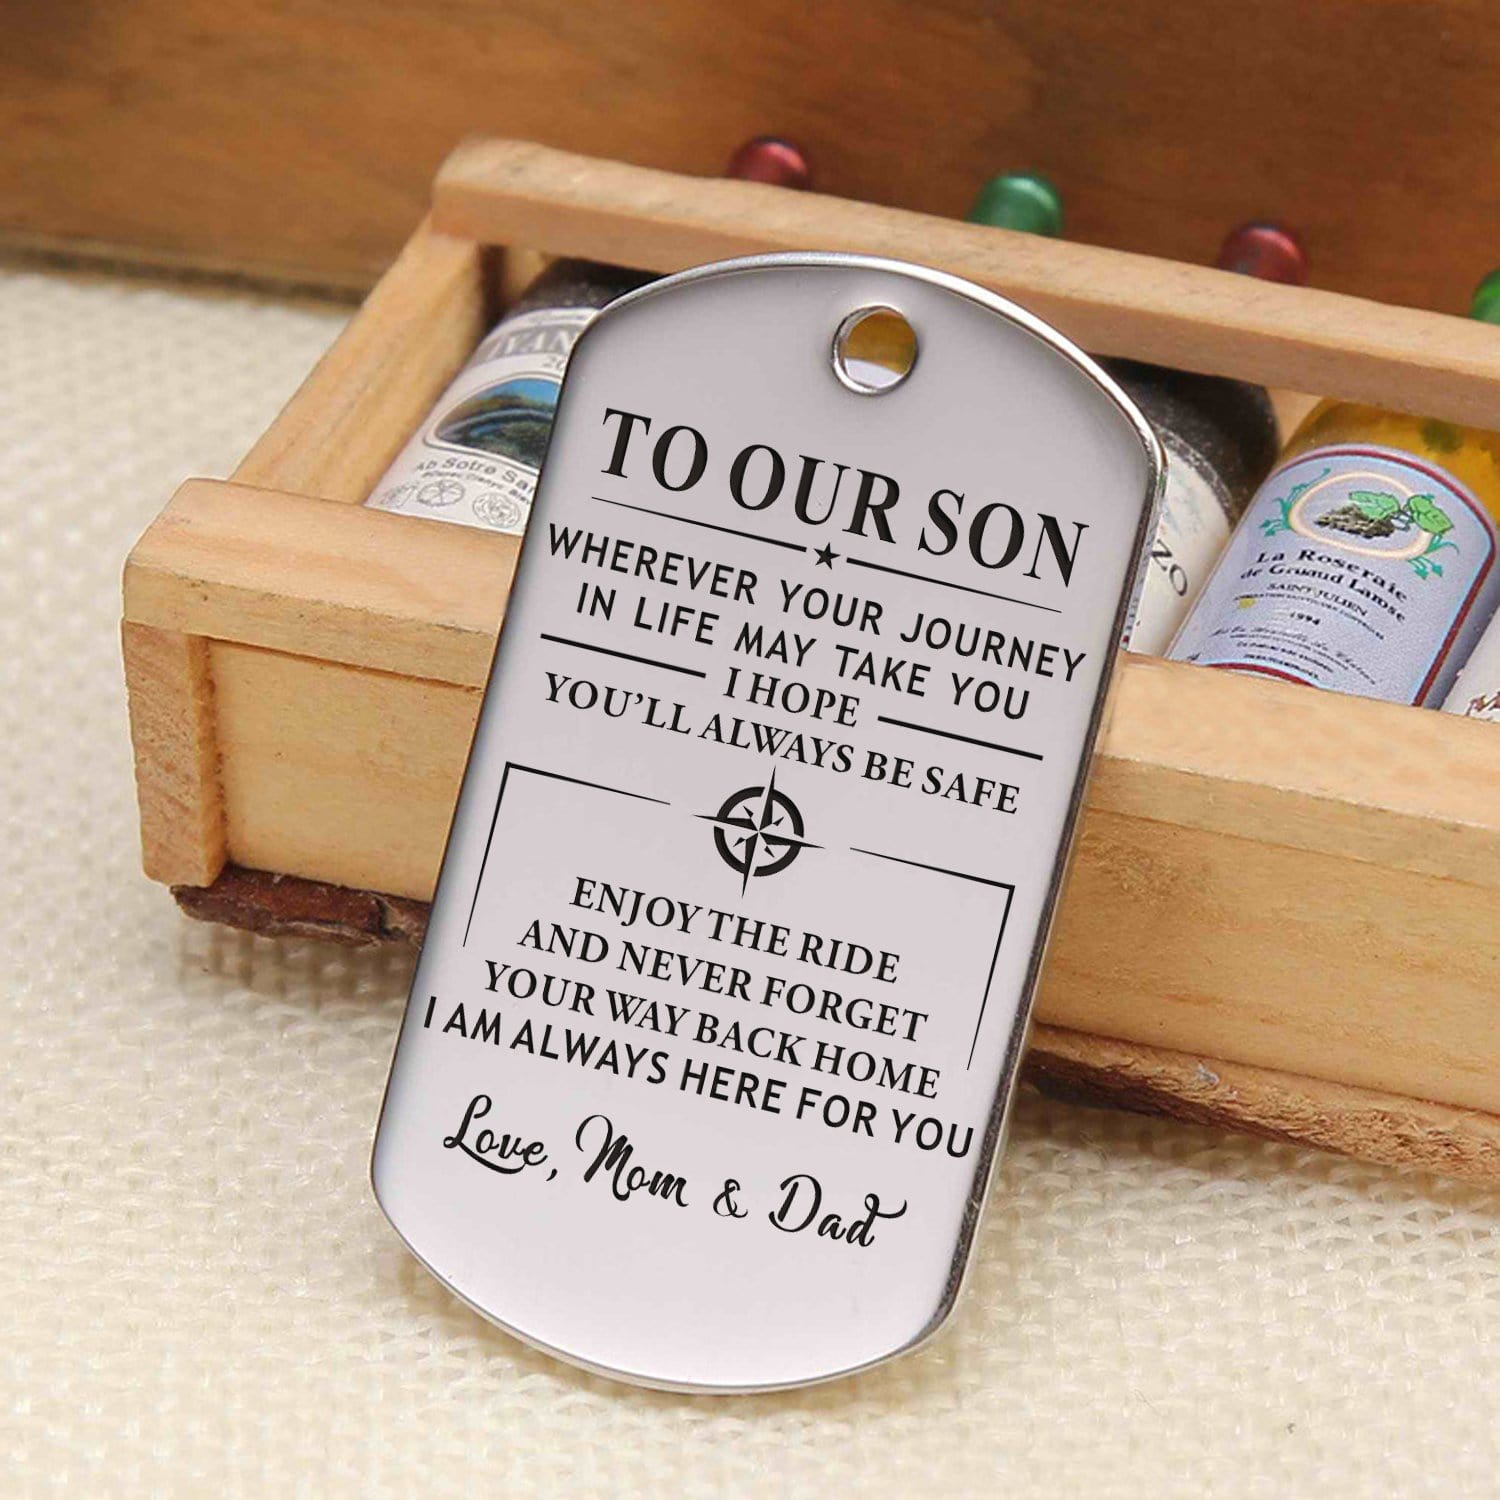 TO OUR SON
WHEREVER YOUR JOURNEY
IN LIFE MAY TAKE YOU
I HOPE
YOU'LL ALWAYS BE SAFE
ENJOY THE RIDE
AND NEVER FORGET
YOUR WAY BACK HOME
I AM ALWAYS HERE FOR YOU
Love, Mom & Dad
La Roseraie
de Gruaud Larose
SAINT-JULIEN
1994